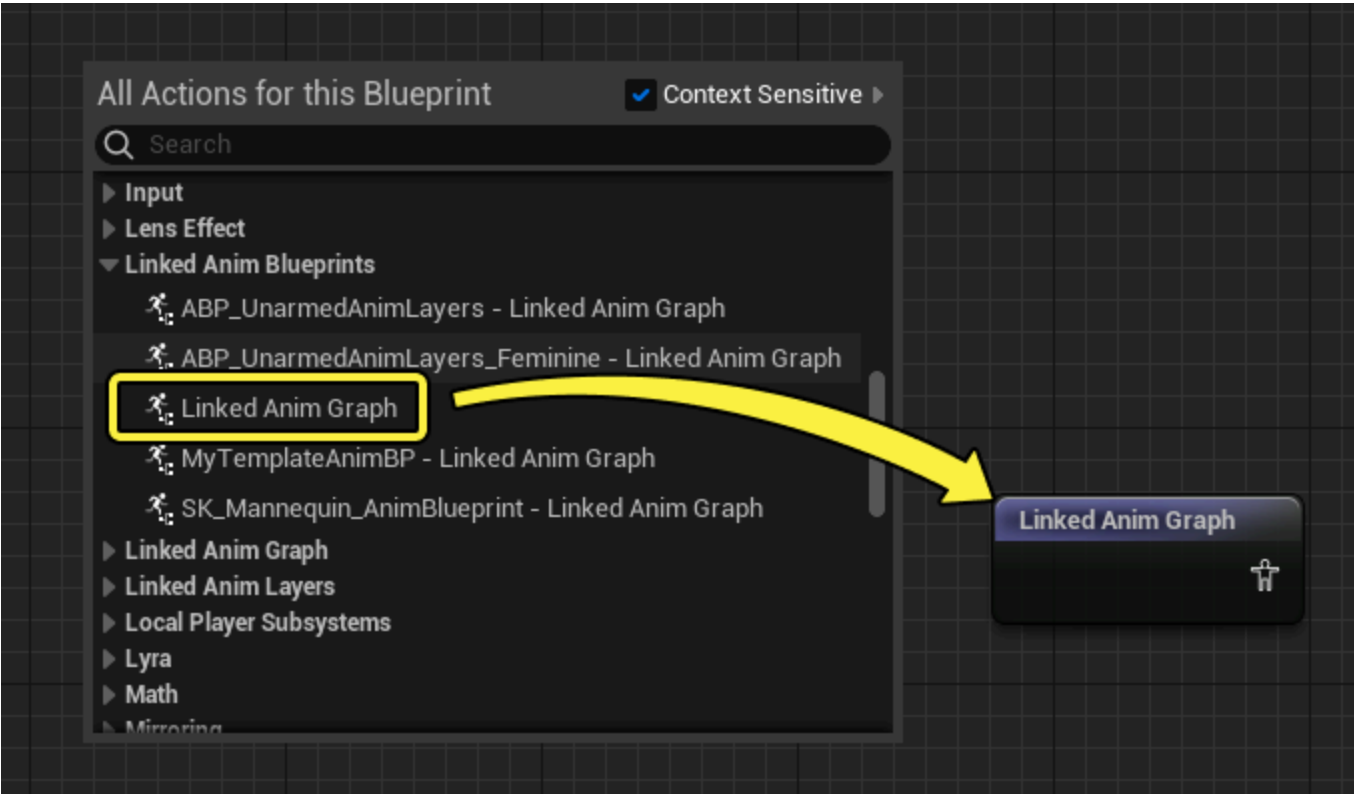 All Actions for this Blueprint
Context Sensitive
Search
Input
Lens Effect
Linked Anim Blueprints
ABP_UnarmedAnimLayers - Linked Anim Graph
ABP_UnarmedAnimLayers_Feminine - Linked Anim Graph
Linked Anim Graph
MyTemplateAnimBP - Linked Anim Graph
SK_Mannequin_AnimBlueprint - Linked Anim Graph
Linked Anim Graph
Linked Anim Graph
Linked Anim Layers
Local Player Subsystems
Lyra
Math
Mirroring